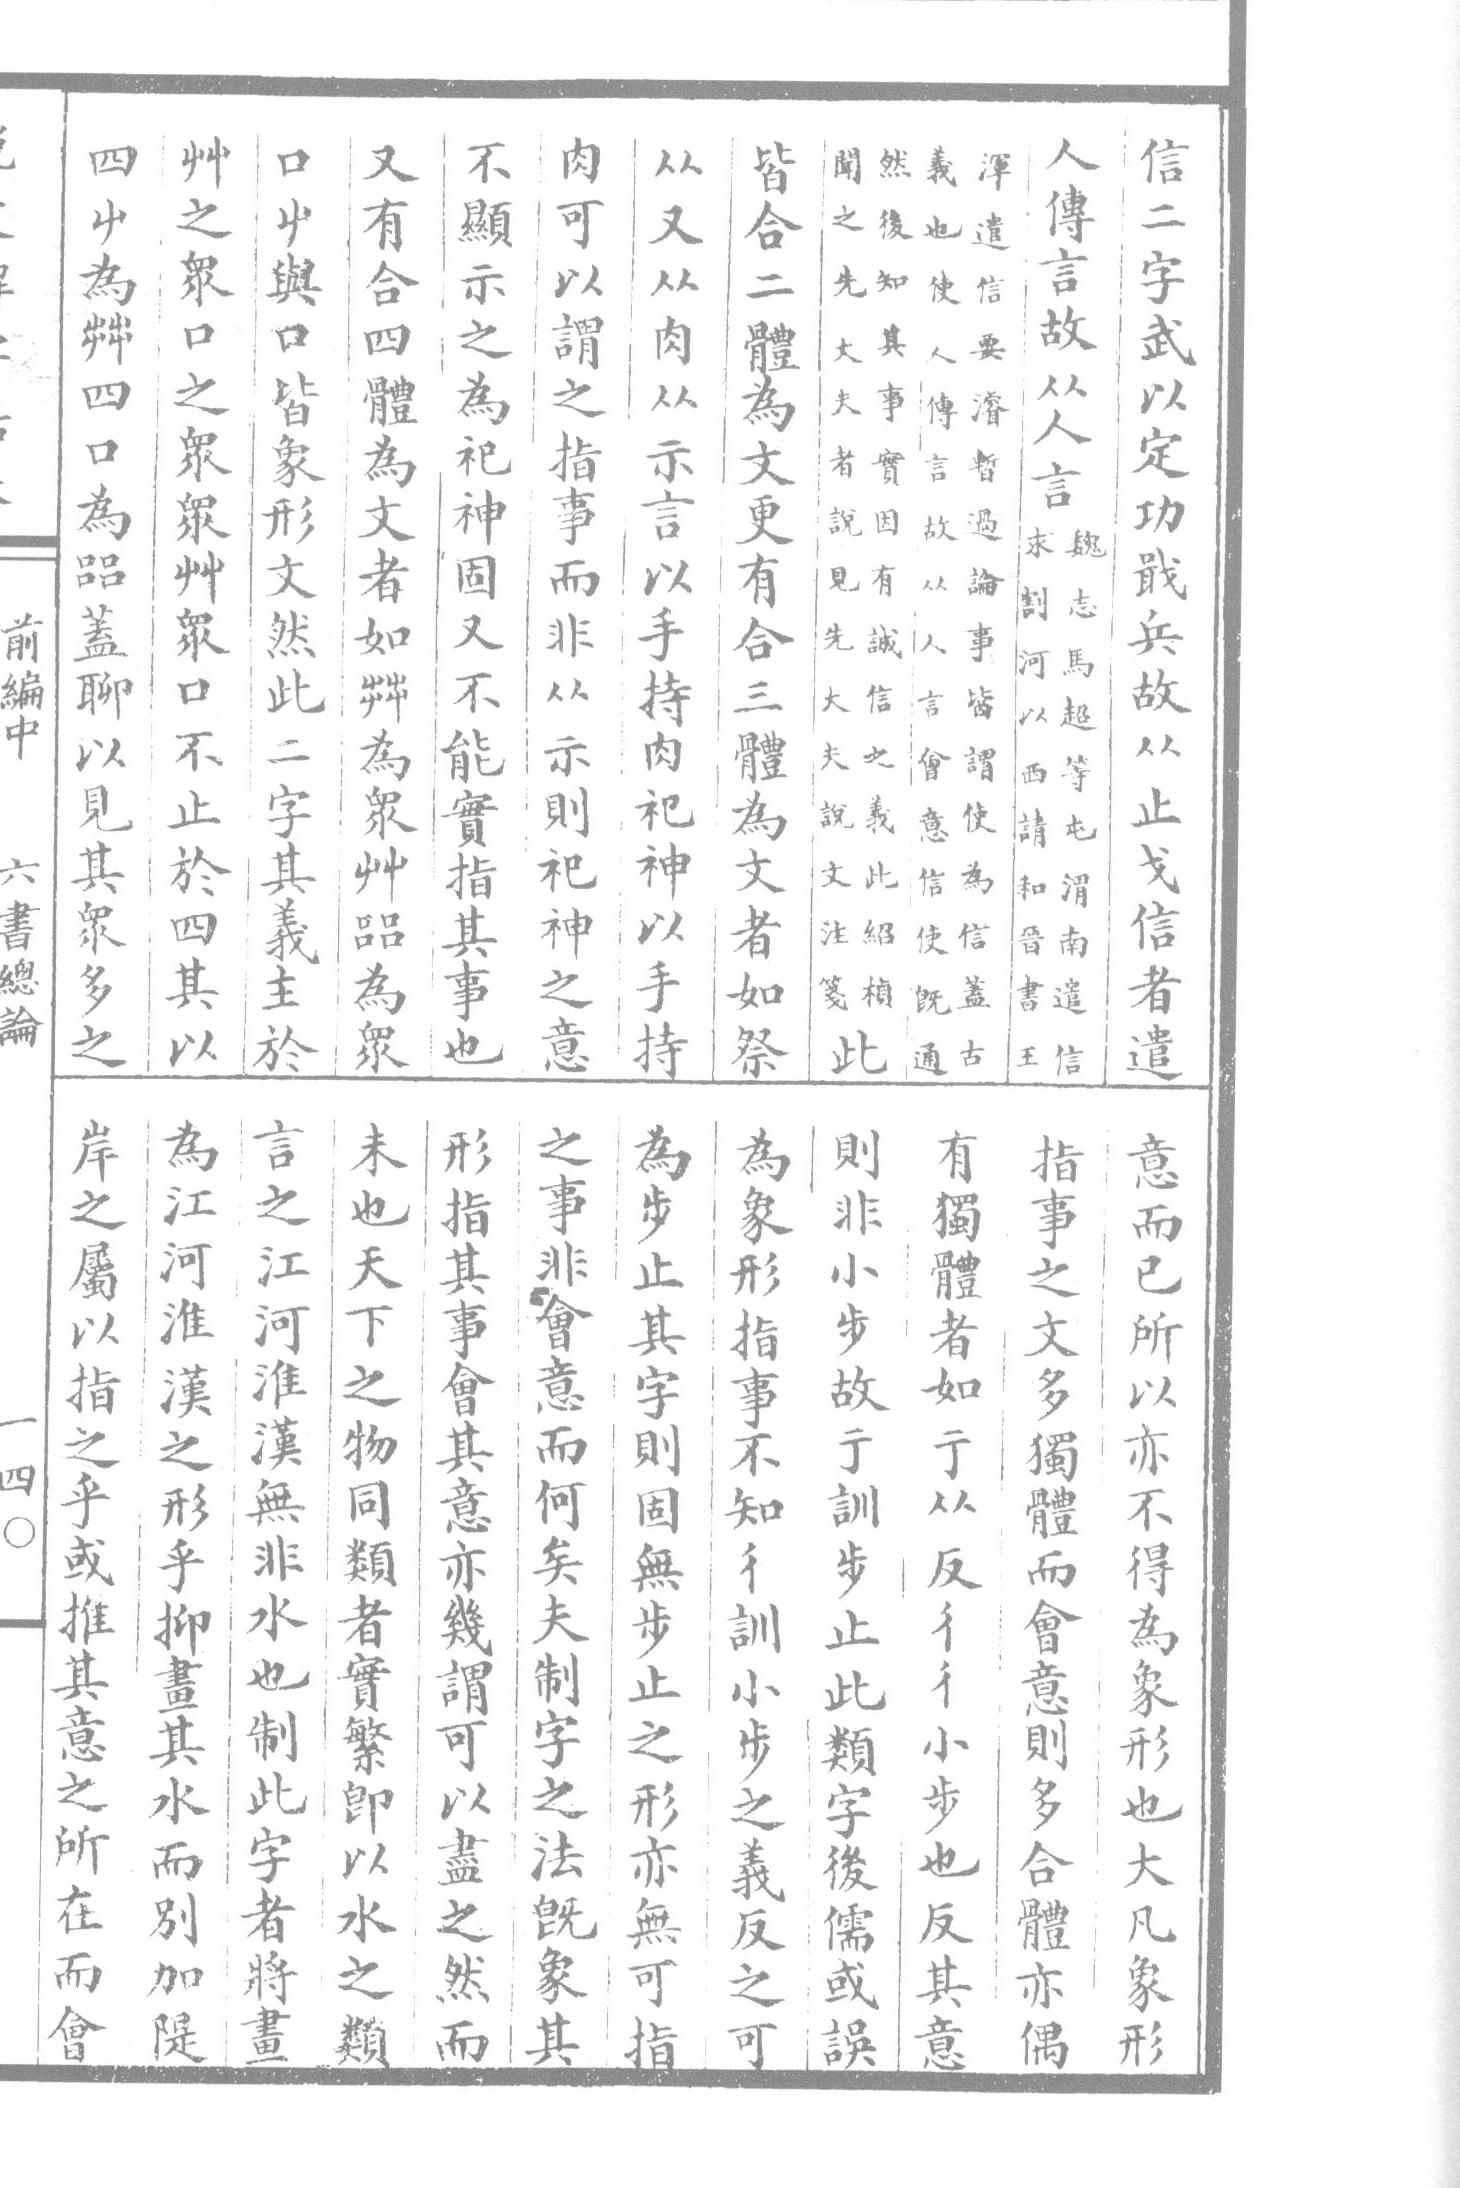 信二字武以定功戢兵故从止戈信者遣
人傳言故从人言
魏志馬超等屯渭南遣信
求割河以西請和晉書王
渾遣信要濬暫過論事皆謂使為信蓋古
義也使人傳言故从人言會意信使旣通
然後知其事實因有誠信之義此紹楨
聞之先大夫者說見先大夫說文注箋
此
皆合二體為文更有合三體為文者如祭
从又从肉从示言以手持肉祀神以手持
肉可以謂之指事而非从示則祀神之意
不顯示之為祀神固又不能實指其事也
又有合四體為文者如茻為眾艸㗊為眾
口屮與口皆象形文然此二字其義主於
艸之眾口之眾眾艸眾口不止於四其以
四屮為茻四口為㗊蓋聊以見其眾多之
意而已所以亦不得為象形也大凡象形
指事之文多獨體而會意則多合體亦偶
有獨體者如亍从反彳彳小步也反其意
則非小步故亍訓步止此類字後儒或誤
為象形指事不知彳訓小步之義反之可
為步止其字則固無步止之形亦無可指
之事非會意而何矣夫制字之法旣象其
形指其事會其意亦幾謂可以盡之然而
未也天下之物同類者實繁卽以水之類
言之江河淮漢無非水也制此字者將畫
為江河淮漢之形乎抑畫其水而別加隄
岸之屬以指之乎或推其意之所在而會
前編中
六書總論
一四〇